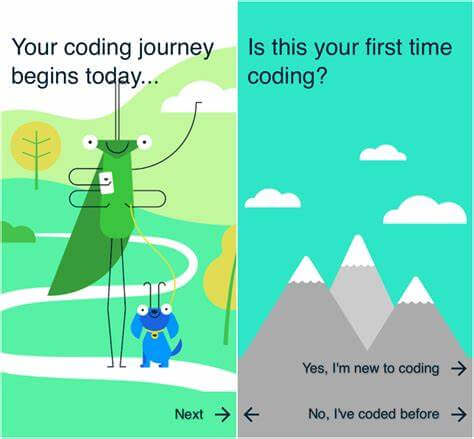 Your coding journey
begins today...
Next
Is this your first time
coding?
Yes, I'm new to coding
No, I've coded before